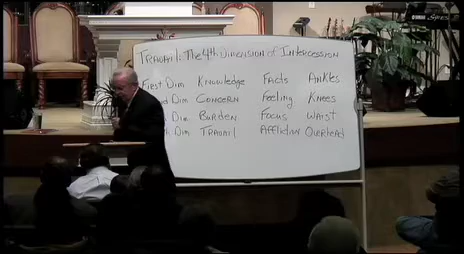 TRAVAIL: THE 4th DIMENSION OF INTERCESSION
First Dim Knowledge Facts Ankles
Dim CONCERN Feeling Knees
Dim BURDEN Focus WAIST
Dim TRAVAIL Affliction Overhead